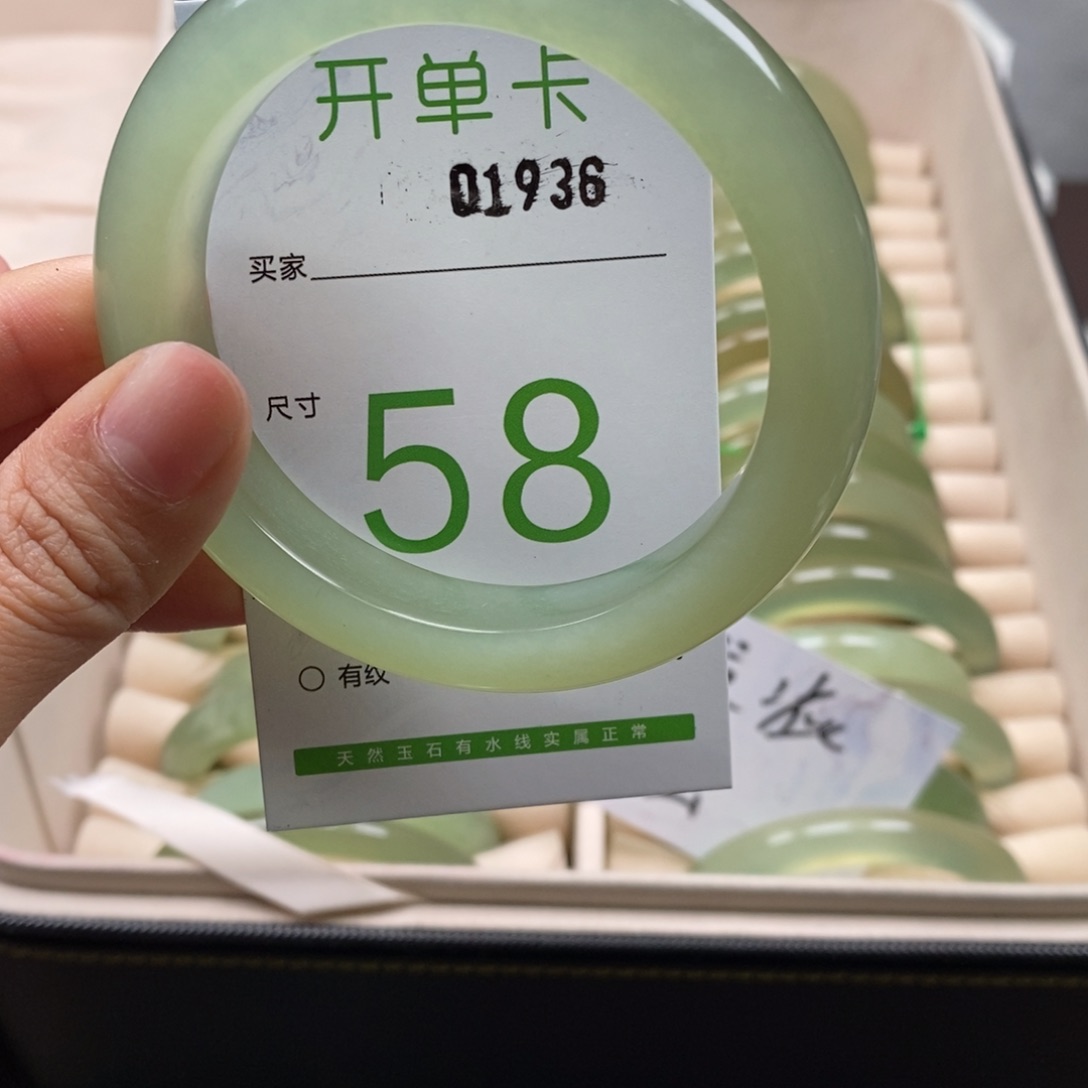 开单卡
01936
买家
尺寸 58
有纹
天然玉石有水线实属正常